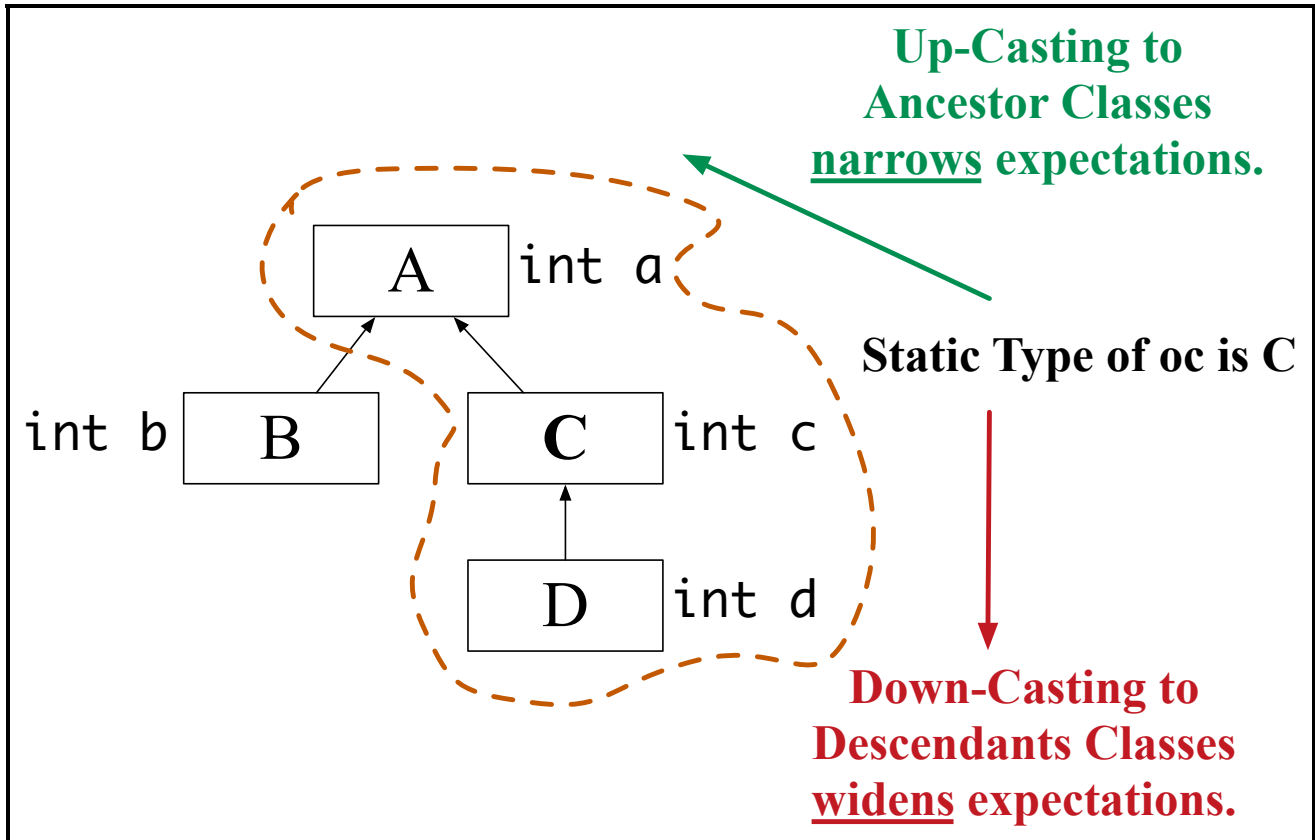 Up-Casting to
Ancestor Classes
narrows expectations.
A
int a
Static Type of oc is C
int b
B
C
int c
D
int d
Down-Casting to
Descendants Classes
widens expectations.